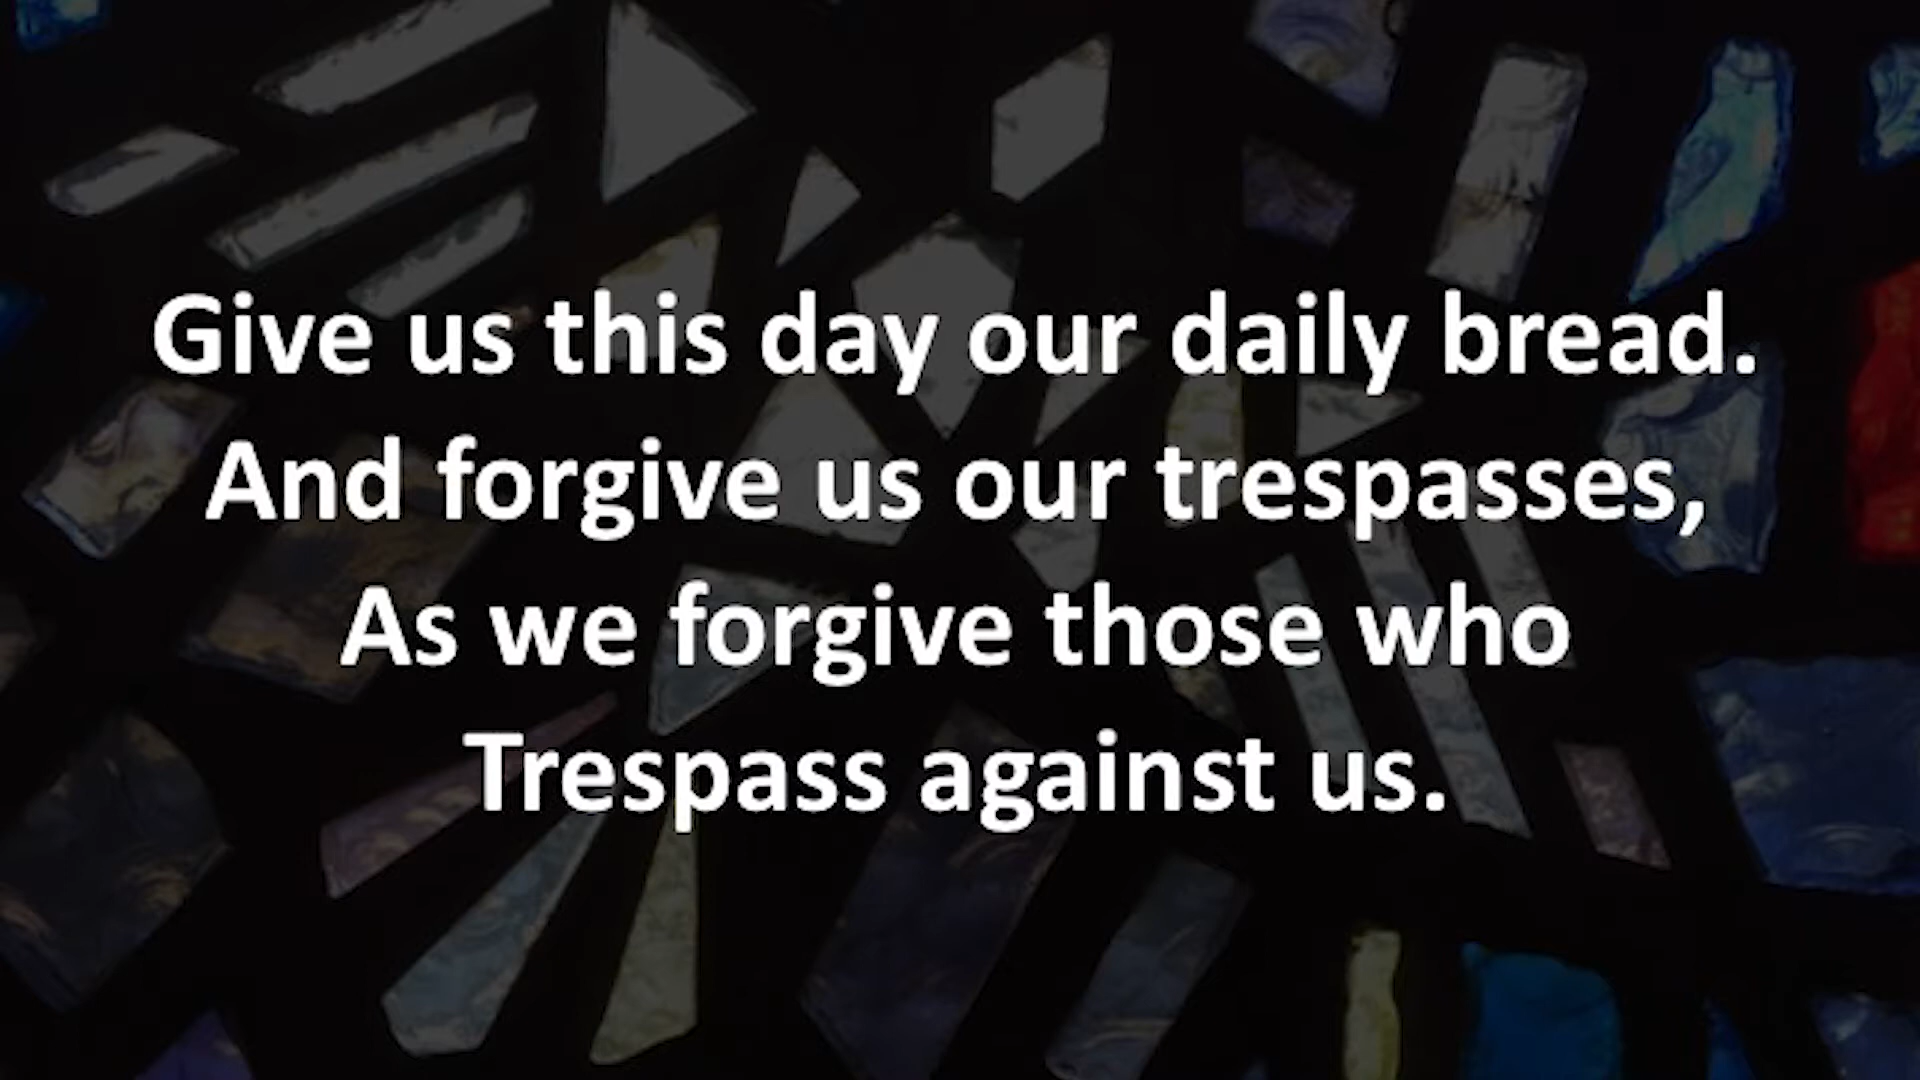 Give us this day our daily bread.
And forgive us our trespasses,
As we forgive those who
Trespass against us.